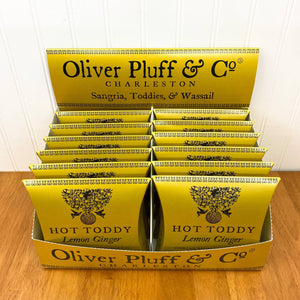 Oliver Pluff & Co®
CHARLESTON
Sangria, Toddies, & Wassail
HOT TODDY
Lemon Ginger
HOT TODDY
Lemon Ginger
Oliver Pluff & Co®
CHARLESTON